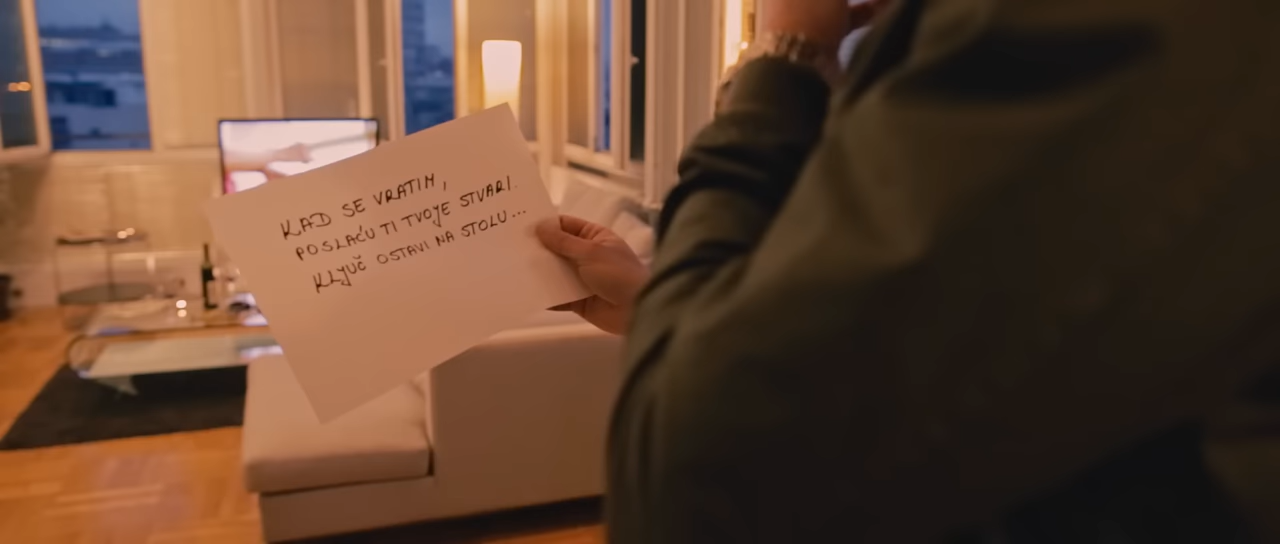 KAD SE VRATIM,
POSLAĆU TI TVOJE STVARI.
KLJUČ OSTAVI NA STOLU...